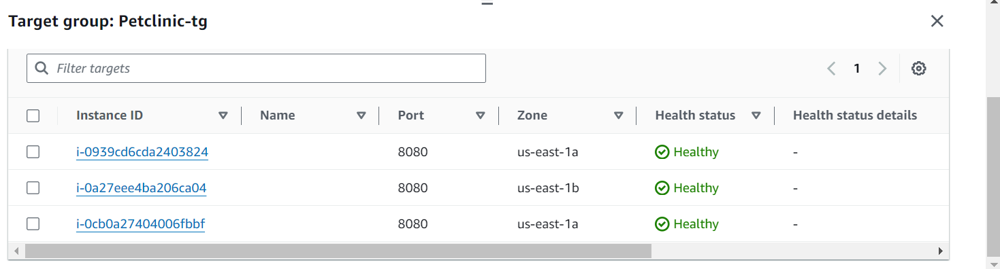 Target group: Petclinic-tg
Filter targets
1
Instance ID Name Port Zone Health status Health status details
i-0939cd6cda2403824 8080 us-east-1a Healthy -
i-0a27eee4ba206ca04 8080 us-east-1b Healthy -
i-0cb0a27404006fbbf 8080 us-east-1a Healthy -